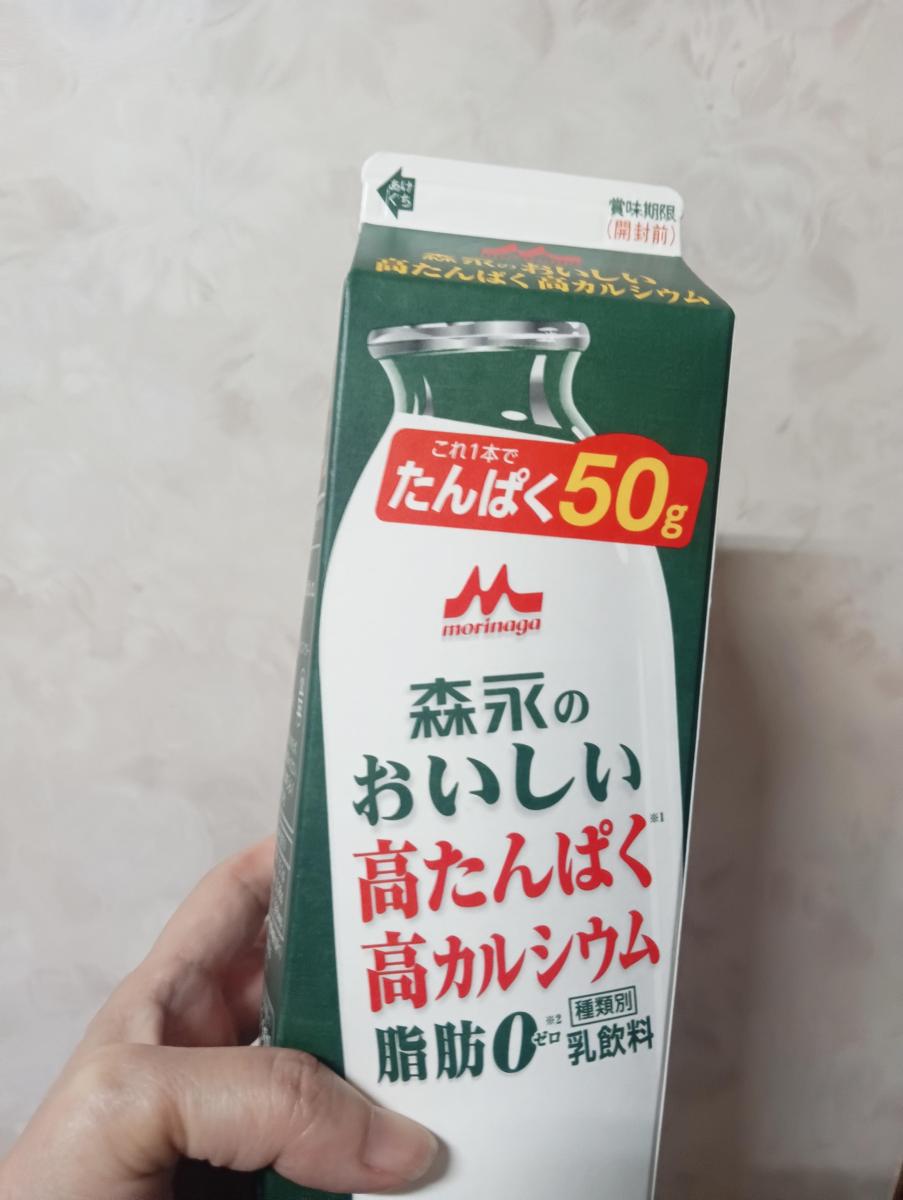 あけ
ぐち
賞味期限
(開封前)
森永のおいしい
高たんぱく高カルシウム
これ1本で
たんぱく50g
morinaga
森永の
おいしい
高たんぱく※1
高カルシウム
脂肪0ゼロ※2
種類別
乳飲料